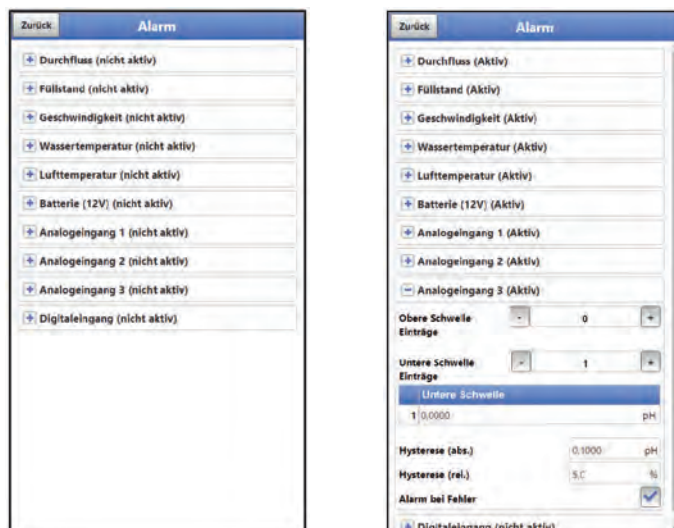 Zurück
Alarm
Durchfluss (nicht aktiv)
Füllstand (nicht aktiv)
Geschwindigkeit (nicht aktiv)
Wassertemperatur (nicht aktiv)
Lufttemperatur (nicht aktiv)
Batterie (12V) (nicht aktiv)
Analogeingang 1 (nicht aktiv)
Analogeingang 2 (nicht aktiv)
Analogeingang 3 (nicht aktiv)
Digitaleingang (nicht aktiv)
Zurück
Alarm
Durchfluss (Aktiv)
Füllstand (Aktiv)
Geschwindigkeit (Aktiv)
Wassertemperatur (Aktiv)
Lufttemperatur (Aktiv)
Batterie (12V) (Aktiv)
Analogeingang 1 (Aktiv)
Analogeingang 2 (Aktiv)
Analogeingang 3 (Aktiv)
Obere Schwelle - 0 +
Einträge
Untere Schwelle - 1 +
Einträge
Untere Schwelle
1 0,0000 pH
Hysterese (abs.) 0,1000 pH
Hysterese (rel.) 5,0 %
Alarm bei Fehler
Digitaleingang (nicht aktiv)